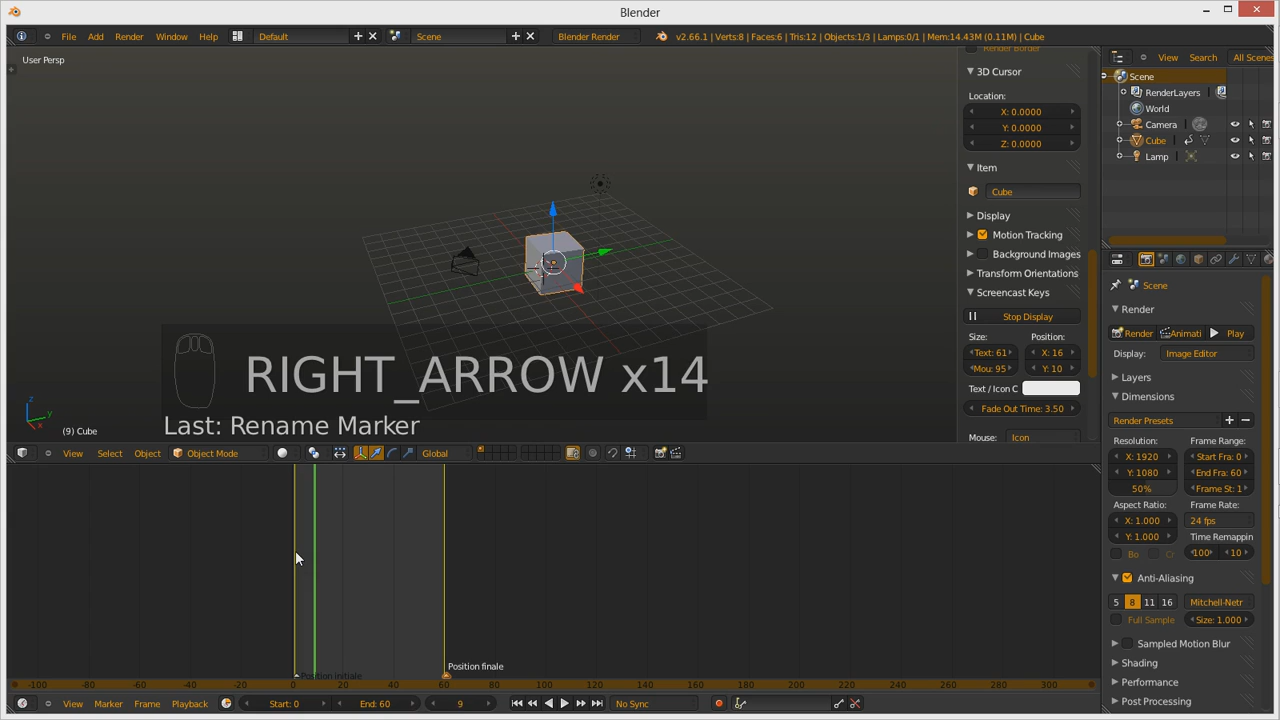 Blender
File Add Render Window Help Default Scene Blender Render v2.66.1 | Verts:8 | Faces:6 | Tris:12 | Objects:1/3 | Lamps:0/1 | Mem:14.43M (0.11M) | Cube
User Persp
View Search All Scenes
Scene
RenderLayers
World
Camera
Cube
Lamp
Render Border
3D Cursor
Location:
X: 0.0000
Y: 0.0000
Z: 0.0000
Item
Cube
Display
Motion Tracking
Background Images
Transform Orientations
Screencast Keys
Stop Display
Size: Position:
Text: 61 X: 16
Mou: 95 Y: 10
Text / Icon C
Fade Out Time: 3.50
Mouse: Icon
RIGHT_ARROW x14
Last: Rename Marker
z
y
x
(9) Cube
View Select Object Object Mode Global
Scene
Render
Render Animati Play
Display: Image Editor
Layers
Dimensions
Render Presets
Resolution: Frame Range:
X: 1920 Start Fra: 0
Y: 1080 End Fra: 60
50% Frame St: 1
Aspect Ratio: Frame Rate:
X: 1.000 24 fps
Y: 1.000 Time Remappin
Bo Cr 100 10
Anti-Aliasing
5 8 11 16 Mitchell-Netr
Full Sample Size: 1.000
Sampled Motion Blur
Shading
Performance
Post Processing
Position finale
Position initiale
-100 -80 -60 -40 -20 0 20 40 60 80 100 120 140 160 180 200 220 240 260 280 300
View Marker Frame Playback Start: 0 End: 60 9 No Sync